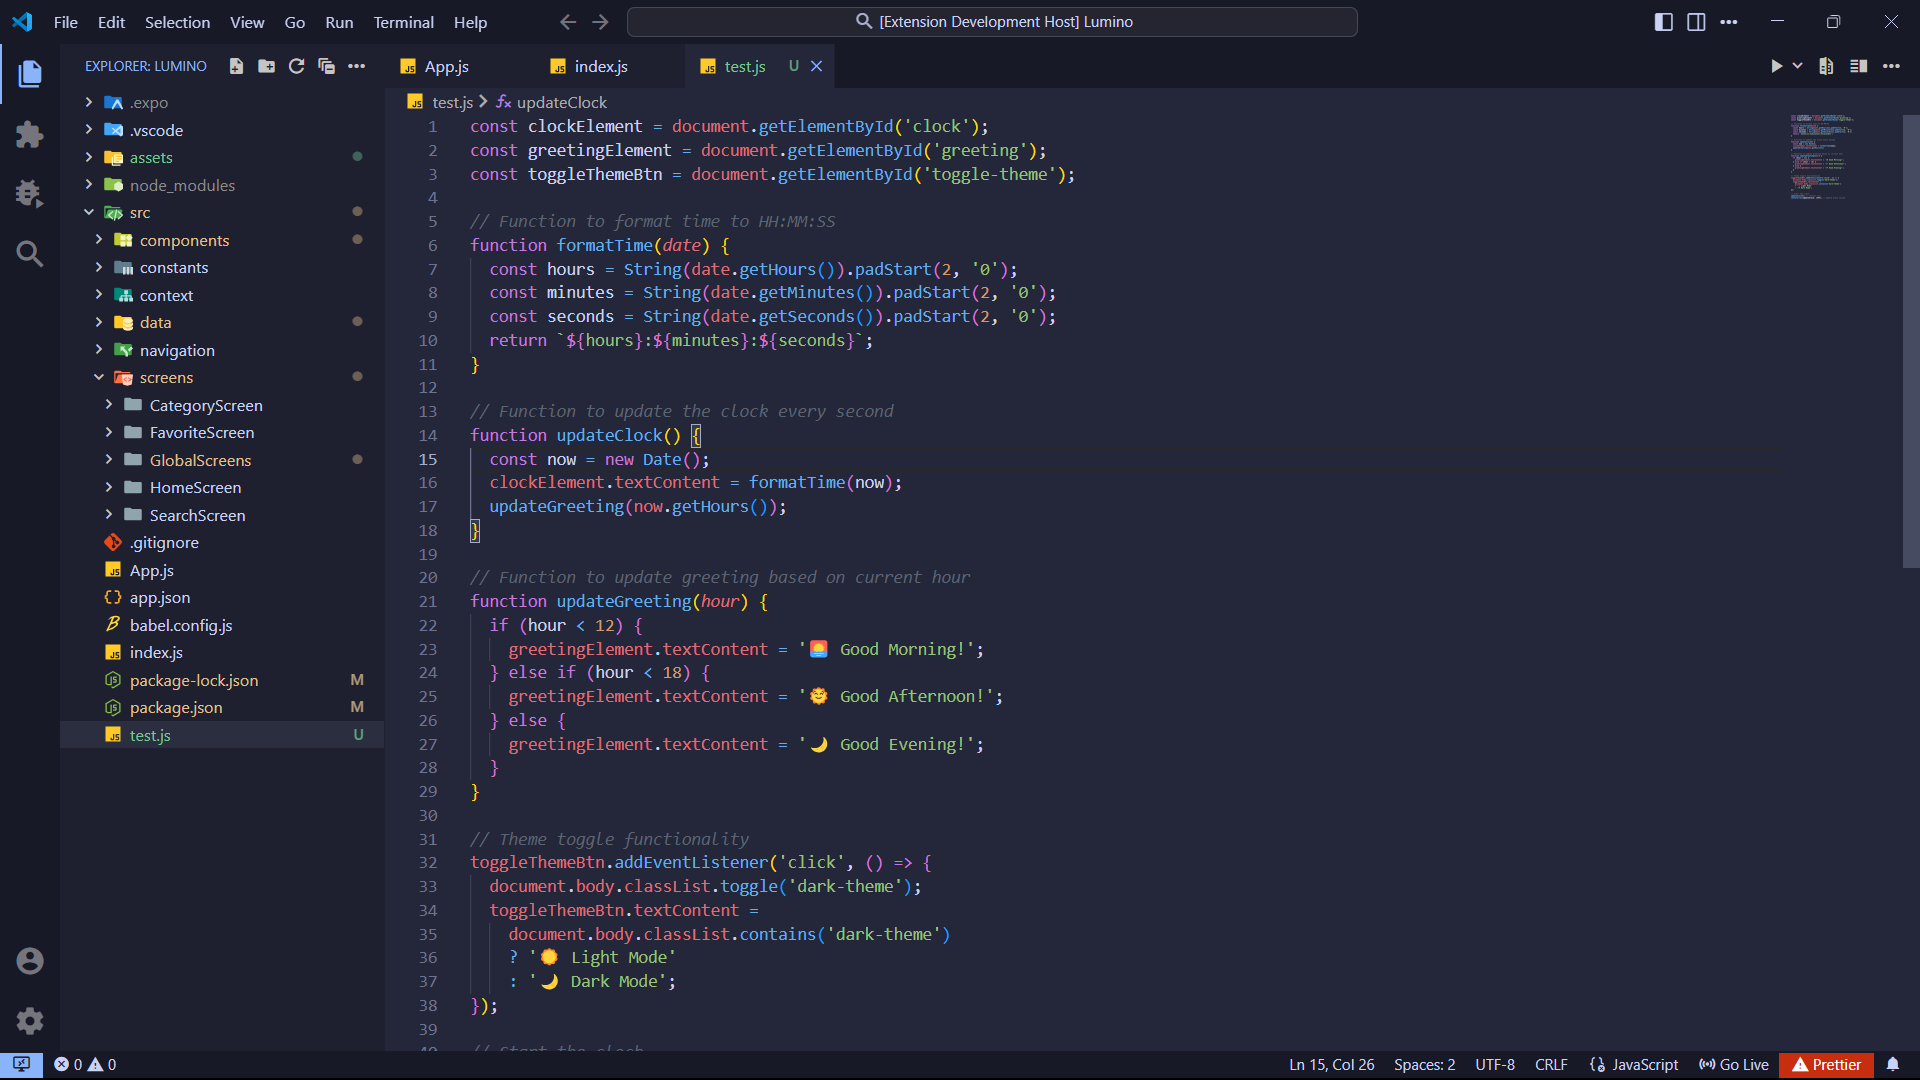 File Edit Selection View Go Run Terminal Help
[Extension Development Host] Lumino
EXPLORER: LUMINO
.expo
.vscode
assets
node_modules
src
components
constants
context
data
navigation
screens
CategoryScreen
FavoriteScreen
GlobalScreens
HomeScreen
SearchScreen
.gitignore
App.js
app.json
babel.config.js
index.js
package-lock.json M
package.json M
test.js U
App.js index.js test.js U
test.js updateClock
1 const clockElement = document.getElementById('clock');
2 const greetingElement = document.getElementById('greeting');
3 const toggleThemeBtn = document.getElementById('toggle-theme');
4
5 // Function to format time to HH:MM:SS
6 function formatTime(date) {
7 const hours = String(date.getHours()).padStart(2, '0');
8 const minutes = String(date.getMinutes()).padStart(2, '0');
9 const seconds = String(date.getSeconds()).padStart(2, '0');
10 return `${hours}:${minutes}:${seconds}`;
11 }
12
13 // Function to update the clock every second
14 function updateClock() {
15 const now = new Date();
16 clockElement.textContent = formatTime(now);
17 updateGreeting(now.getHours());
18 }
19
20 // Function to update greeting based on current hour
21 function updateGreeting(hour) {
22 if (hour < 12) {
23 greetingElement.textContent = '🌅 Good Morning!';
24 } else if (hour < 18) {
25 greetingElement.textContent = '🌞 Good Afternoon!';
26 } else {
27 greetingElement.textContent = '🌙 Good Evening!';
28 }
29 }
30
31 // Theme toggle functionality
32 toggleThemeBtn.addEventListener('click', () => {
33 document.body.classList.toggle('dark-theme');
34 toggleThemeBtn.textContent =
35 document.body.classList.contains('dark-theme')
36 ? '☀️ Light Mode'
37 : '🌙 Dark Mode';
38 });
39
40 // Start the clock
0 0 Ln 15, Col 26 Spaces: 2 UTF-8 CRLF {} JavaScript Go Live Prettier